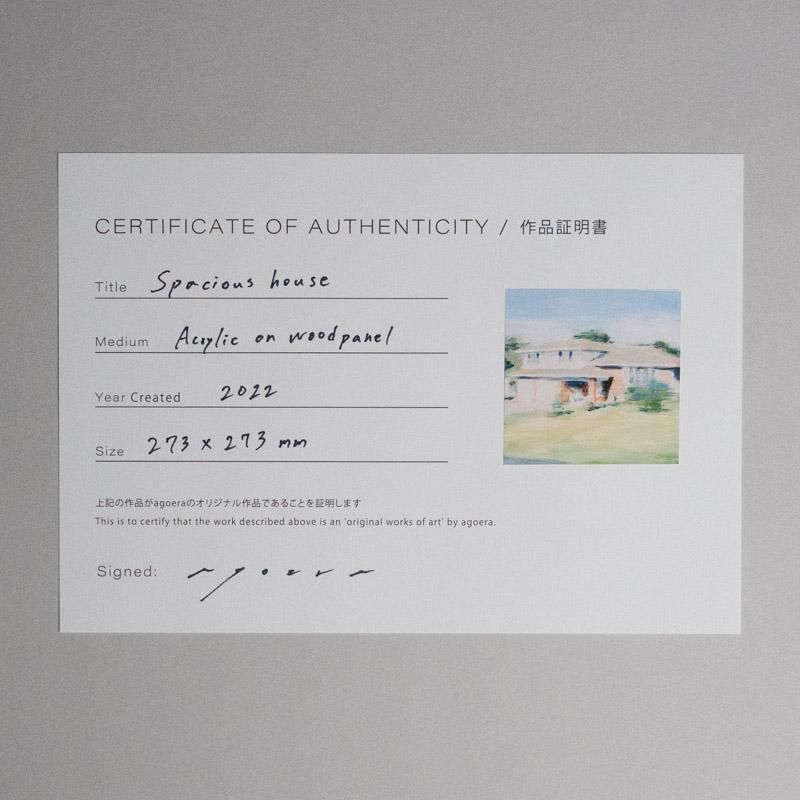 CERTIFICATE OF AUTHENTICITY / 作品証明書
Title Spacious house
Medium Acrylic on woodpanel
Year Created 2022
Size 273 x 273 mm
上記の作品がagoeraのオリジナル作品であることを証明します
This is to certify that the work described above is an 'original works of art' by agoera.
Signed: agoera